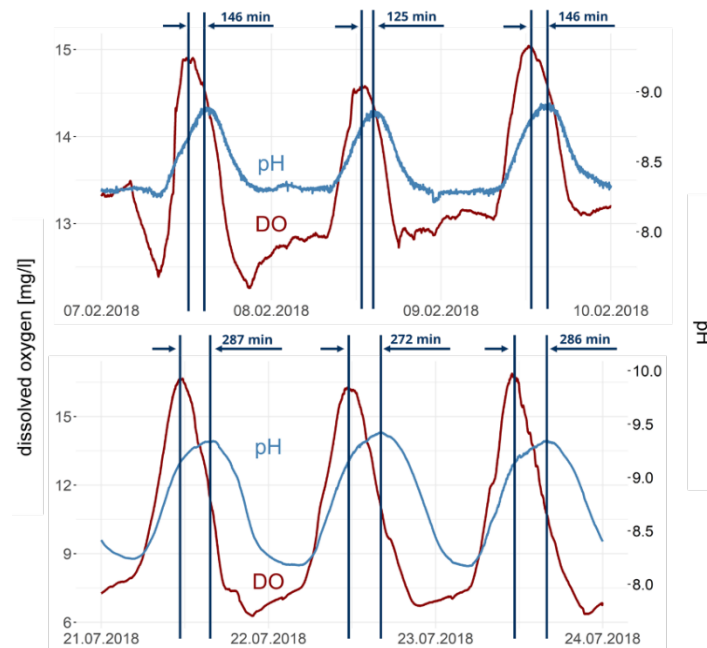 146 min 125 min 146 min
15
14
13
9.0
8.5
8.0
pH
DO
07.02.2018 08.02.2018 09.02.2018 10.02.2018
dissolved oxygen [mg/l]
pH
287 min 272 min 286 min
15
12
9
6
10.0
9.5
9.0
8.5
8.0
pH
DO
21.07.2018 22.07.2018 23.07.2018 24.07.2018